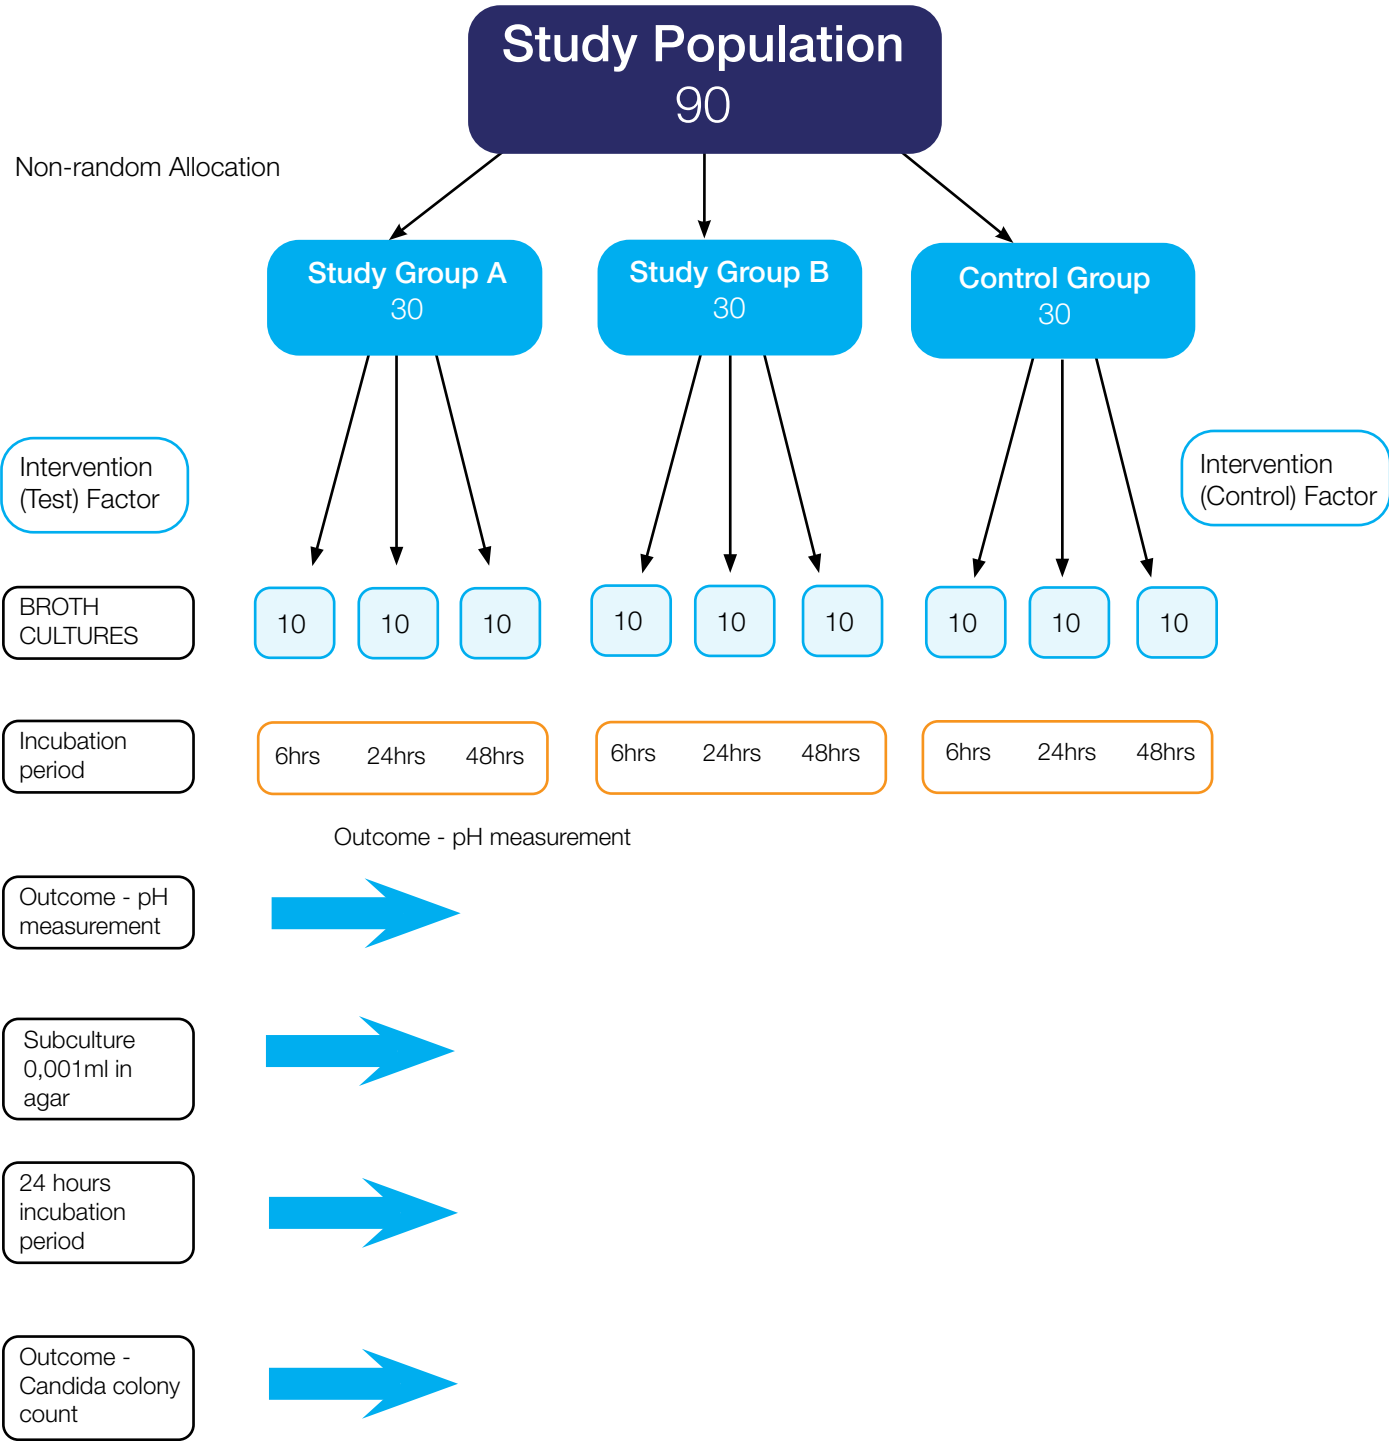 Study Population
90
Non-random Allocation
Study Group A
30
Study Group B
30
Control Group
30
Intervention
(Test) Factor
Intervention
(Control) Factor
BROTH
CULTURES
10
10
10
10
10
10
10
10
10
Incubation
period
6hrs
24hrs
48hrs
6hrs
24hrs
48hrs
6hrs
24hrs
48hrs
Outcome - pH measurement
Outcome - pH
measurement
Subculture
0,001ml in
agar
24 hours
incubation
period
Outcome -
Candida colony
count